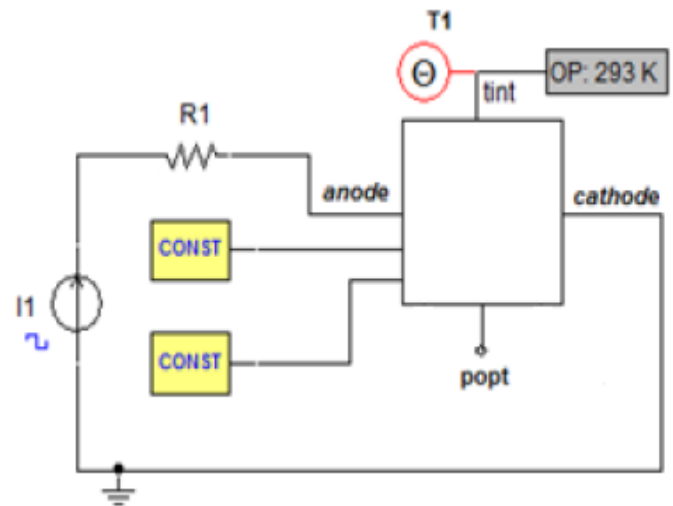 T1
Θ
OP: 293 K
tint
R1
anode
cathode
CONST
I1
CONST
popt